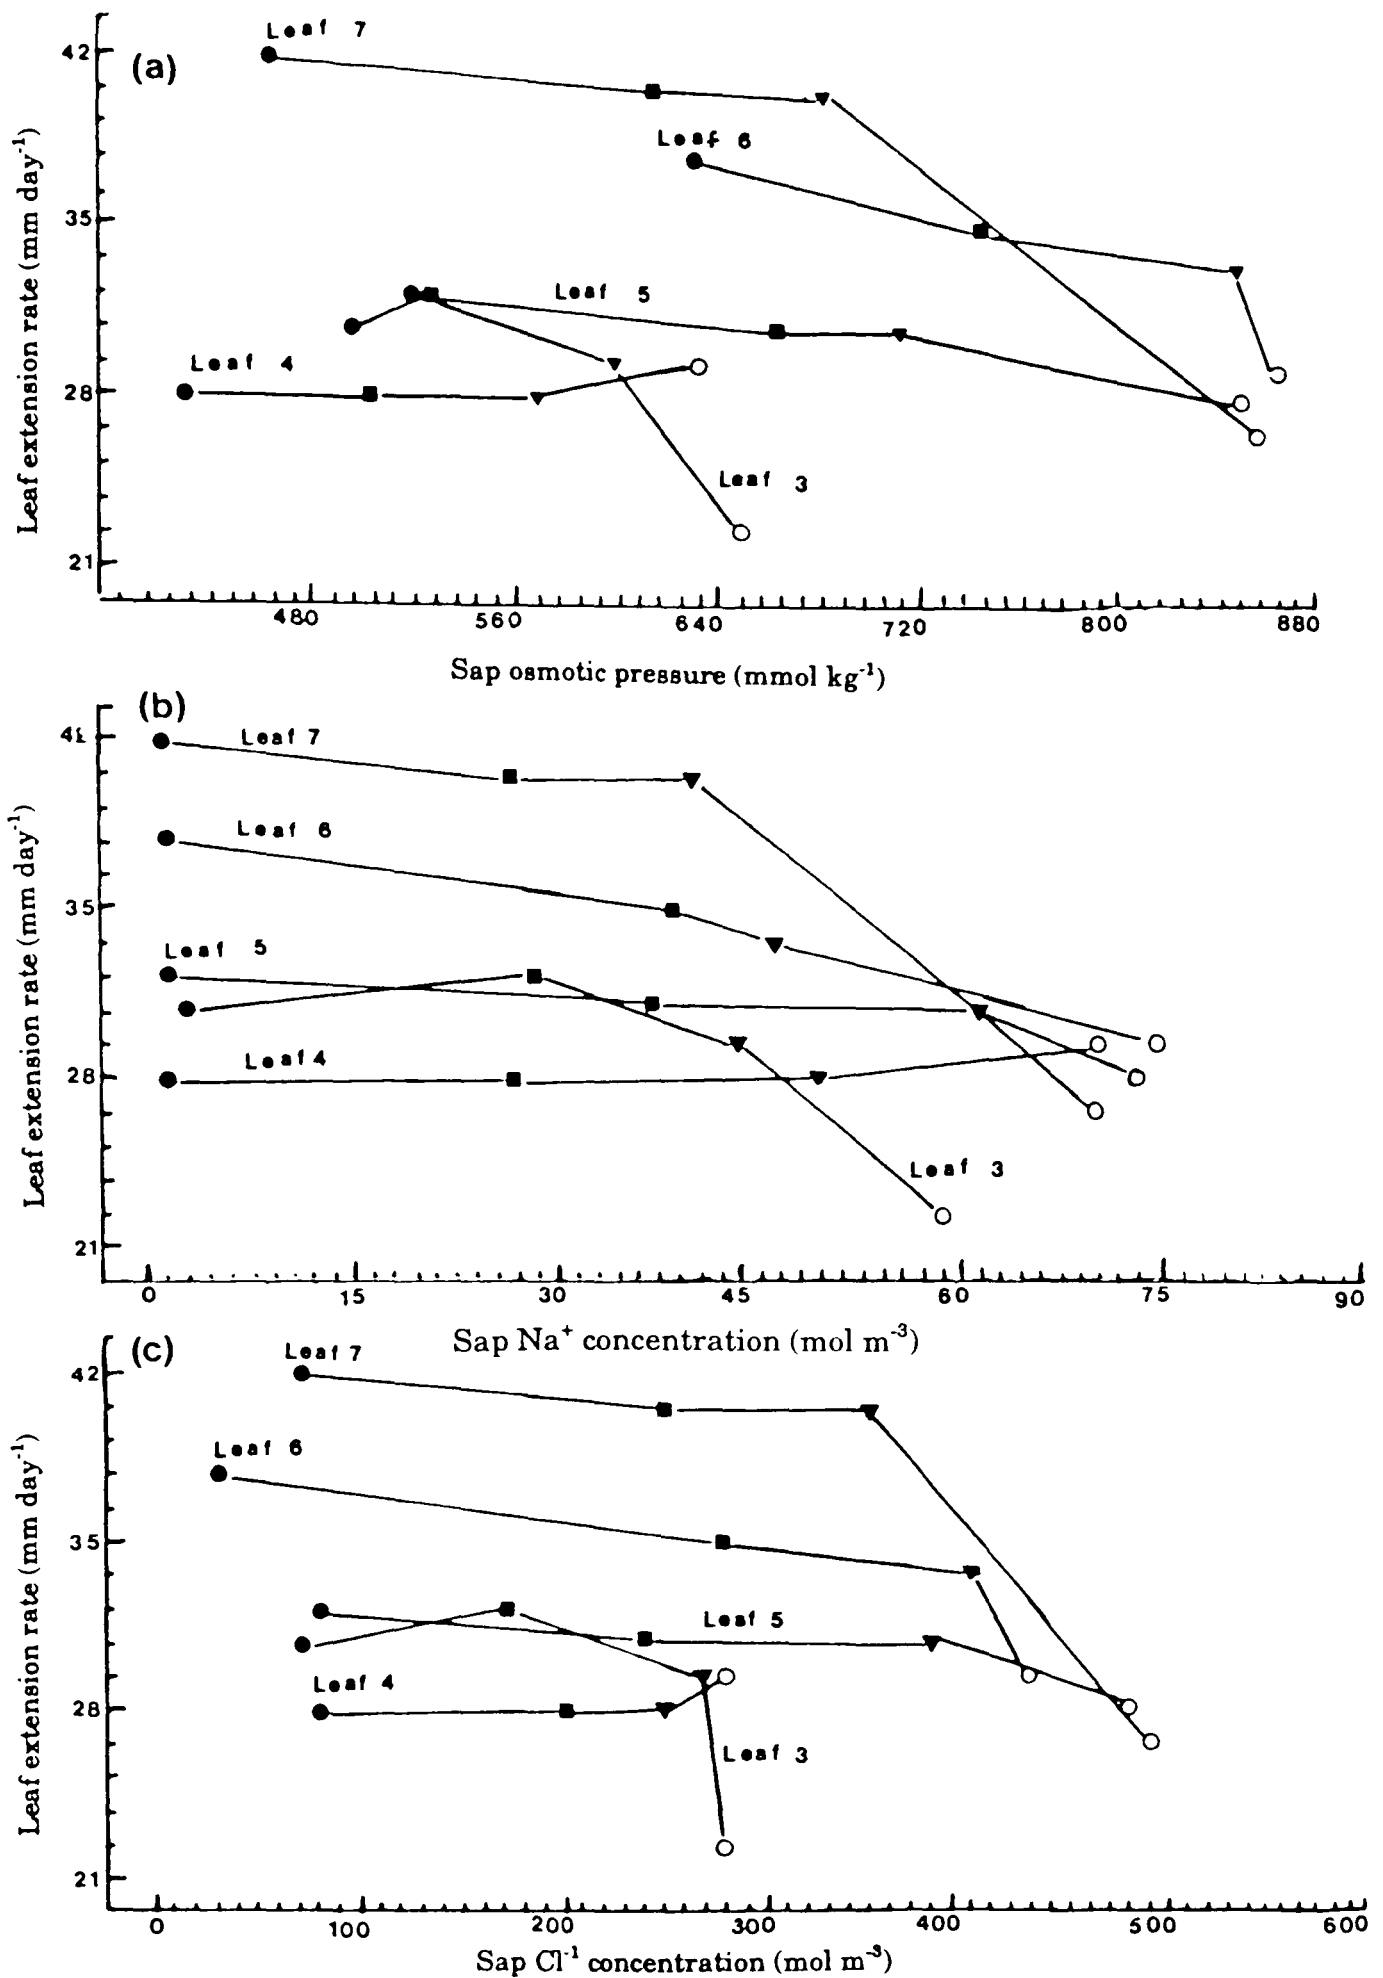 Leaf 7
42
(a)
Leaf 6
35
Leaf 5
Leaf 4
28
Leaf 3
21
Leaf extension rate (mm day-1)
480 560 640 720 800 880
Sap osmotic pressure (mmol kg-1)
(b)
41
Leaf 7
Leaf 6
35
Leaf 5
Leaf 4
28
Leaf 3
21
Leaf extension rate (mm day-1)
0 15 30 45 60 75 90
Sap Na+ concentration (mol m-3)
Leaf 7
(c)
42
Leaf 6
35
Leaf 5
Leaf 4
28
Leaf 3
21
Leaf extension rate (mm day-1)
0 100 200 300 400 500 600
Sap Cl-1 concentration (mol m-3)